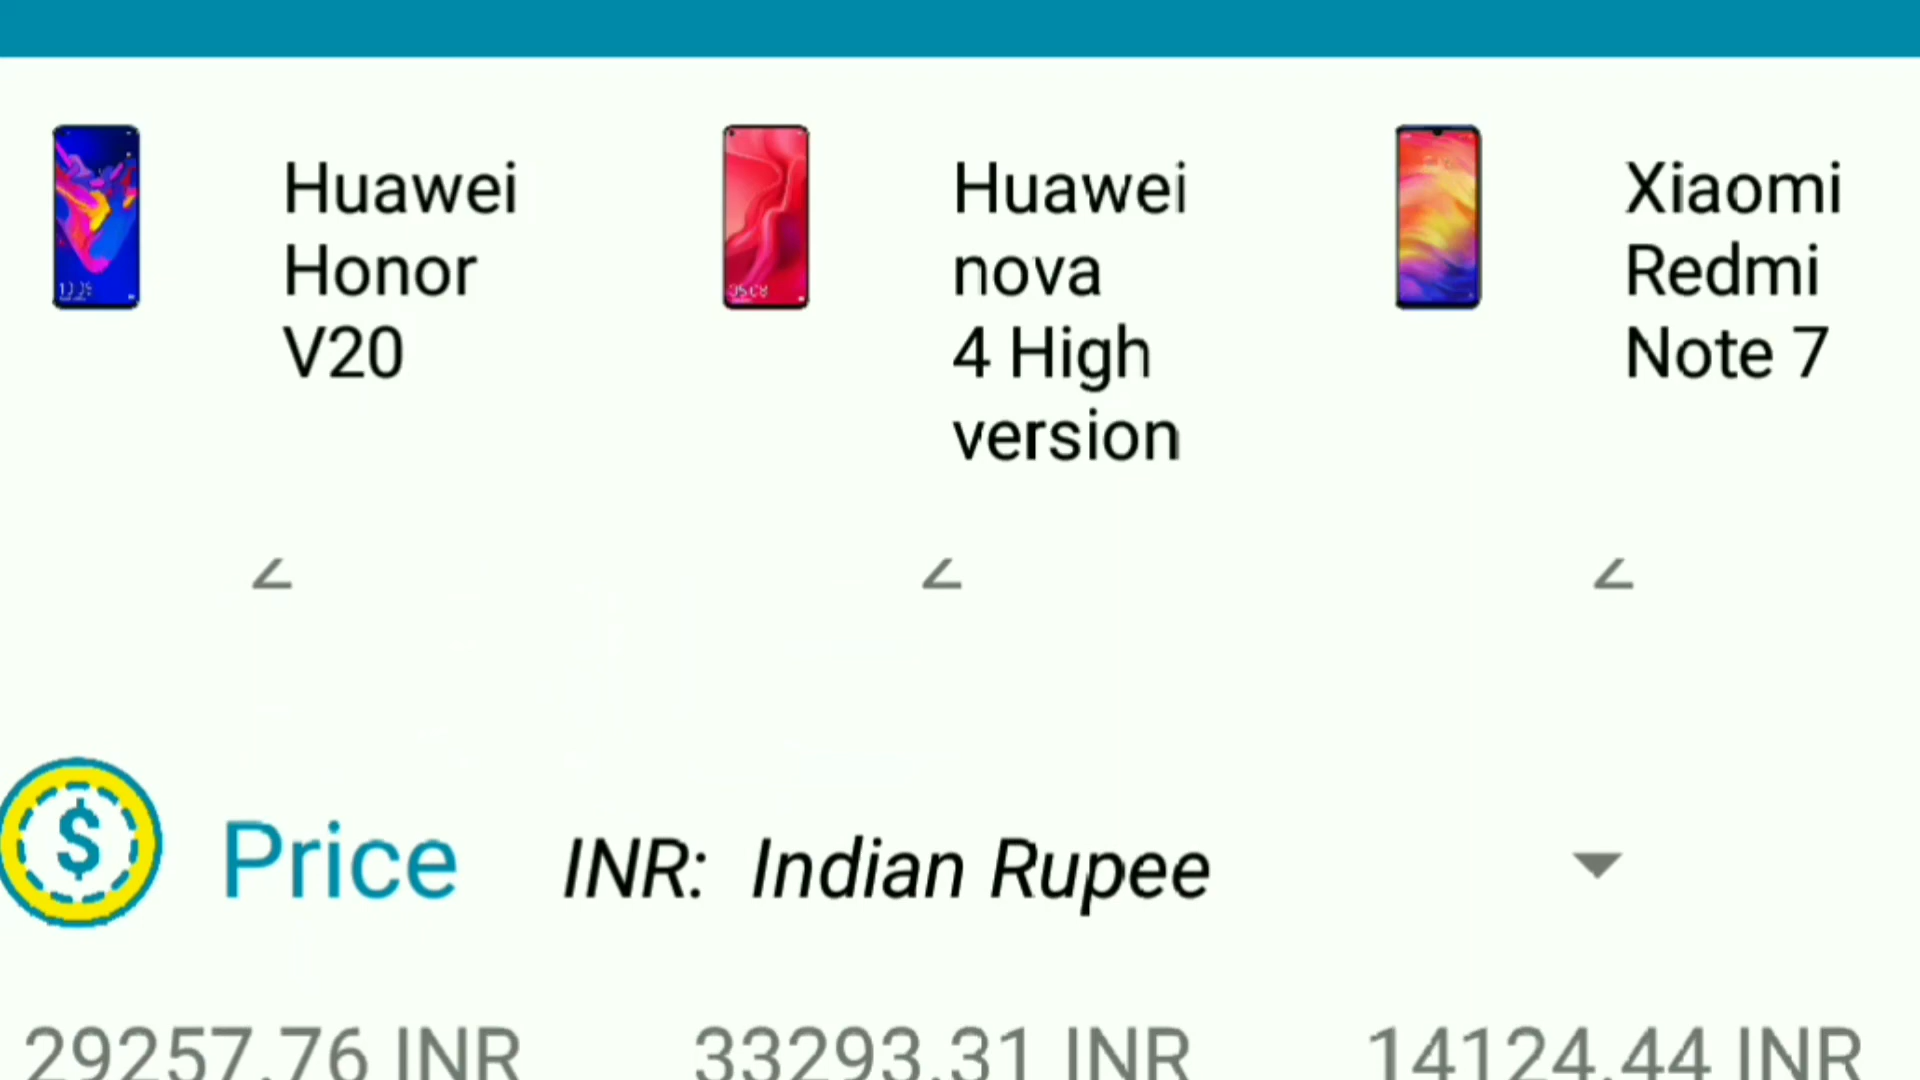 Huawei
Honor
V20
Huawei
nova
4 High
version
Xiaomi
Redmi
Note 7
$ Price INR: Indian Rupee
29257.76 INR 33293.31 INR 14124.44 INR